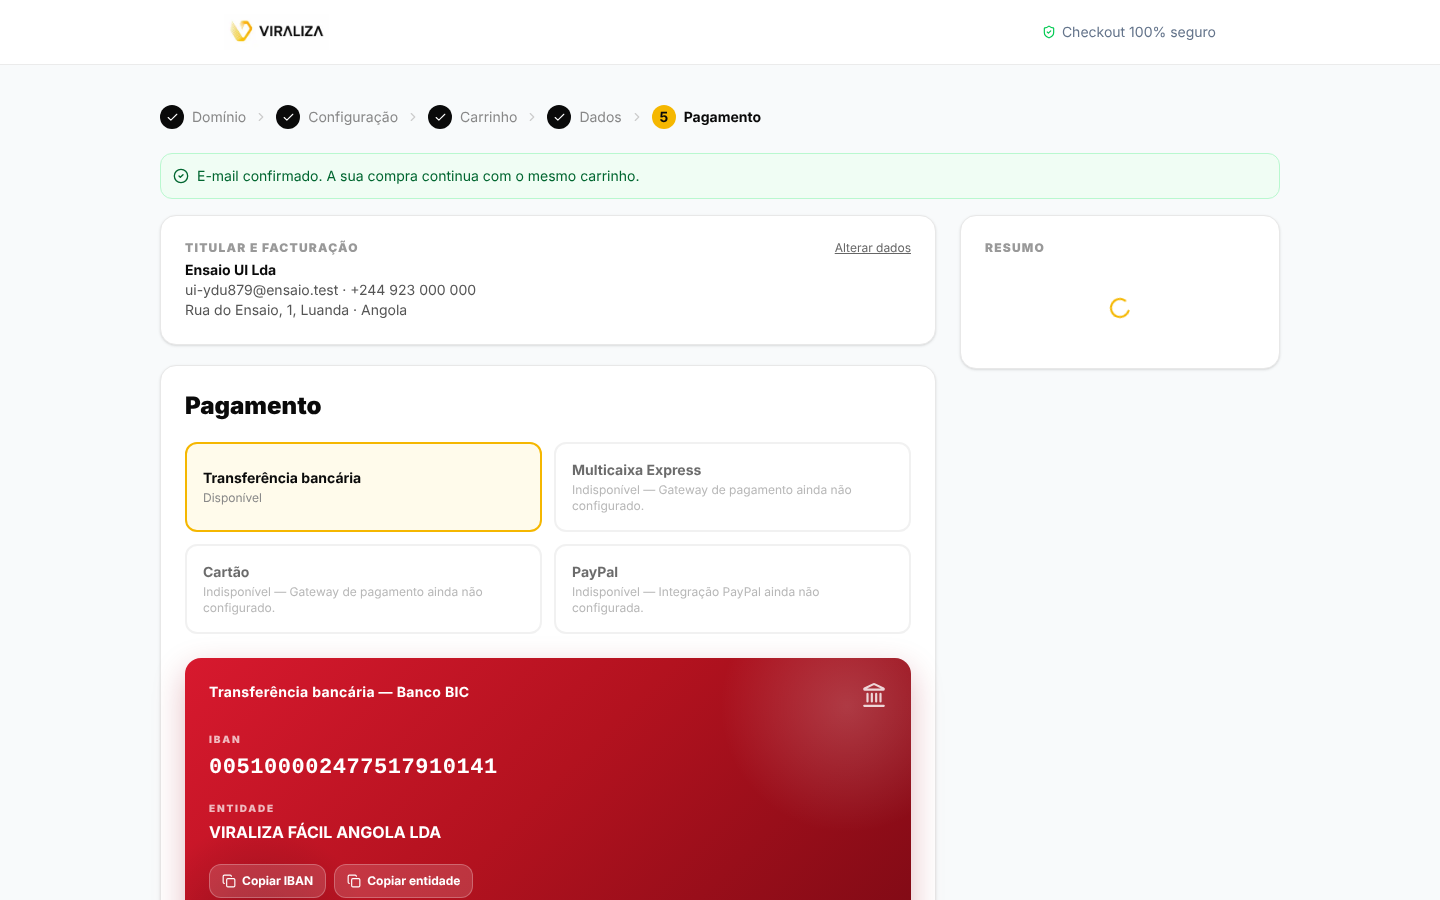 VIRALIZA
Checkout 100% seguro
Domínio
Configuração
Carrinho
Dados
5 Pagamento
E-mail confirmado. A sua compra continua com o mesmo carrinho.
TITULAR E FACTURAÇÃO
Alterar dados
Ensaio UI Lda
ui-ydu879@ensaio.test · +244 923 000 000
Rua do Ensaio, 1, Luanda · Angola
RESUMO
Pagamento
Transferência bancária
Disponível
Multicaixa Express
Indisponível — Gateway de pagamento ainda não
configurado.
Cartão
Indisponível — Gateway de pagamento ainda não
configurado.
PayPal
Indisponível — Integração PayPal ainda não
configurada.
Transferência bancária — Banco BIC
IBAN
005100002477517910141
ENTIDADE
VIRALIZA FÁCIL ANGOLA LDA
Copiar IBAN
Copiar entidade